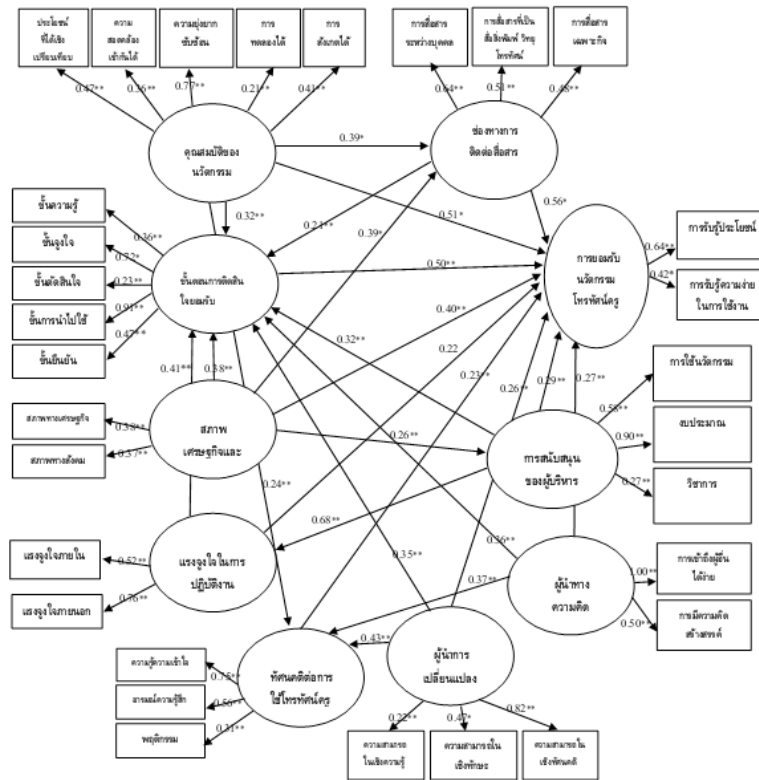 ประโยชน์
ที่ได้เชิง
เปรียบเทียบ
ความ
สอดคล้อง
เข้ากันได้
ความยุ่งยาก
ซับซ้อน
การ
ทดลองได้
การ
สังเกตได้
การสื่อสาร
ระหว่างบุคคล
การสื่อสารที่เป็น
สื่อสิ่งพิมพ์ วิทยุ
โทรทัศน์
การสื่อสาร
เฉพาะกิจ
0.47**
0.36**
0.77**
0.21**
0.41**
0.64**
0.51**
0.48**
คุณสมบัติของ
นวัตกรรม
0.39*
ช่องทางการ
ติดต่อสื่อสาร
ขั้นความรู้
ขั้นจูงใจ
ขั้นตัดสินใจ
ขั้นการนำไปใช้
ขั้นยืนยัน
0.36**
0.72*
0.23**
0.91**
0.47**
0.32**
0.21**
0.39*
0.51*
0.56*
ขั้นตอนการตัดสิน
ใจยอมรับ
0.50**
การยอมรับ
นวัตกรรม
โทรทัศน์ครู
0.64**
0.42*
การรับรู้ประโยชน์
การรับรู้ความง่าย
ในการใช้งาน
0.40**
0.32**
0.22
0.23**
0.26**
0.29**
0.27**
0.41**
0.38**
สภาพทางเศรษฐกิจ
สภาพทางสังคม
0.38**
0.37**
สภาพ
เศรษฐกิจและ
0.26**
การสนับสนุน
ของผู้บริหาร
0.58**
0.90**
0.27**
การใช้นวัตกรรม
งบประมาณ
วิชาการ
0.24**
0.68**
0.35**
0.36**
0.37**
แรงจูงใจภายใน
แรงจูงใจภายนอก
0.52**
0.76**
แรงจูงใจในการ
ปฏิบัติงาน
ผู้นำทาง
ความคิด
1.00**
0.50**
การเข้าถึงผู้อื่น
ได้ง่าย
การมีความคิด
สร้างสรรค์
0.43**
ความรู้ความเข้าใจ
อารมณ์ความรู้สึก
พฤติกรรม
0.75**
0.56**
0.31**
ทัศนคติต่อการ
ใช้โทรทัศน์ครู
ผู้นำการ
เปลี่ยนแปลง
0.22**
0.47*
0.82**
ความสามารถ
ในเชิงความรู้
ความสามารถใน
เชิงทักษะ
ความสามารถใน
เชิงทัศนคติ